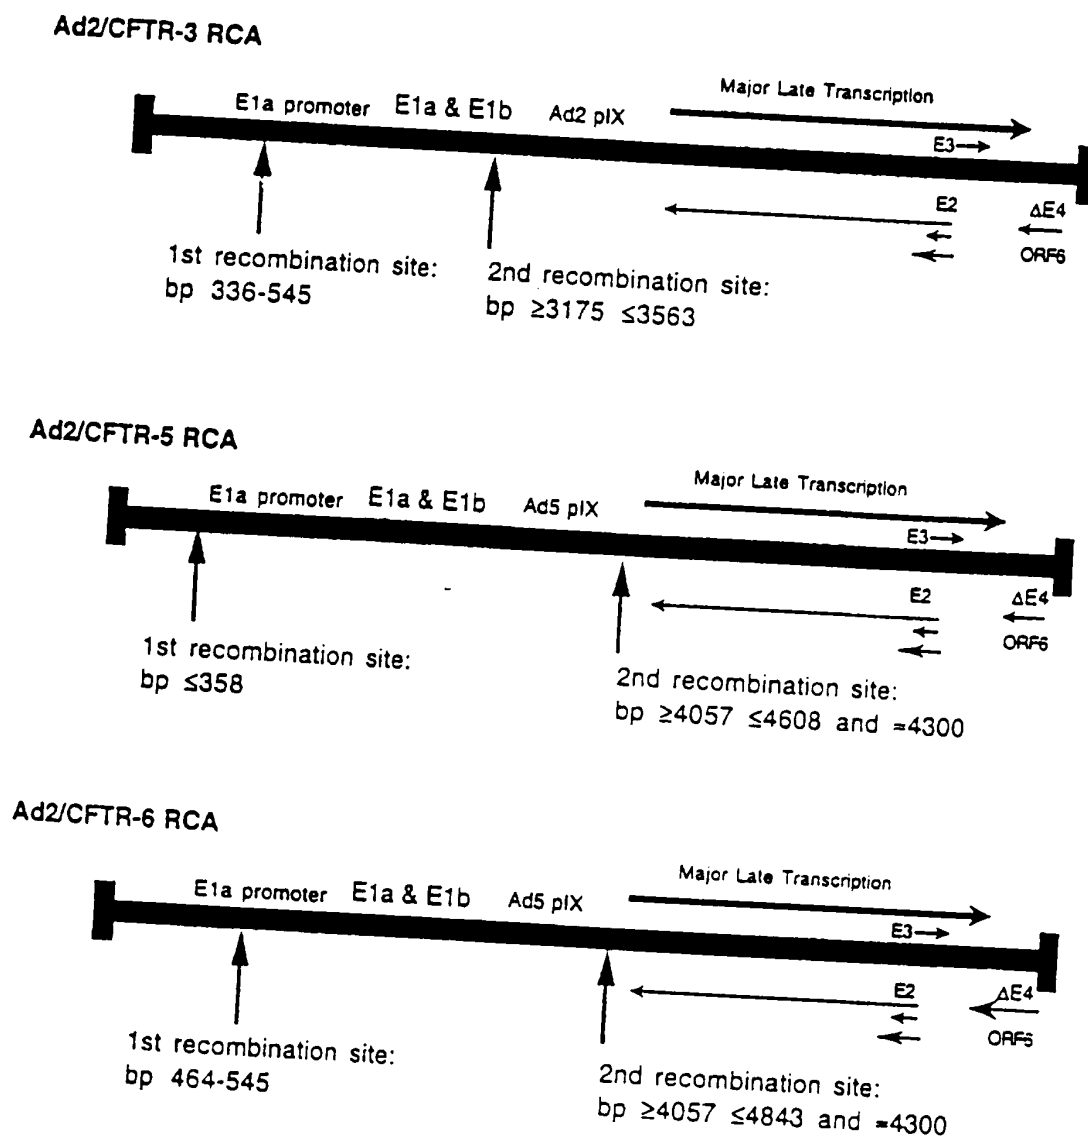 Ad2/CFTR-3 RCA
E1a promoter E1a & E1b Ad2 pIX Major Late Transcription
E3
E2 ΔE4
ORF6
1st recombination site:
bp 336-545
2nd recombination site:
bp ≥3175 ≤3563
Ad2/CFTR-5 RCA
E1a promoter E1a & E1b Ad5 pIX Major Late Transcription
E3
E2 ΔE4
ORF6
1st recombination site:
bp ≤358
2nd recombination site:
bp ≥4057 ≤4608 and =4300
Ad2/CFTR-6 RCA
E1a promoter E1a & E1b Ad5 pIX Major Late Transcription
E3
E2 ΔE4
ORF6
1st recombination site:
bp 464-545
2nd recombination site:
bp ≥4057 ≤4843 and =4300